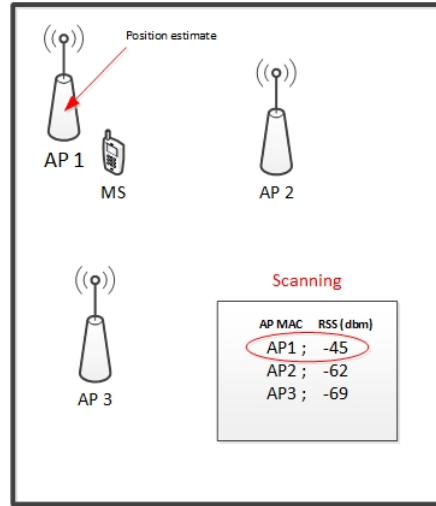 Position estimate
AP 1
MS
AP 2
AP 3
Scanning
AP MAC RSS (dbm)
AP1 ; -45
AP2 ; -62
AP3 ; -69